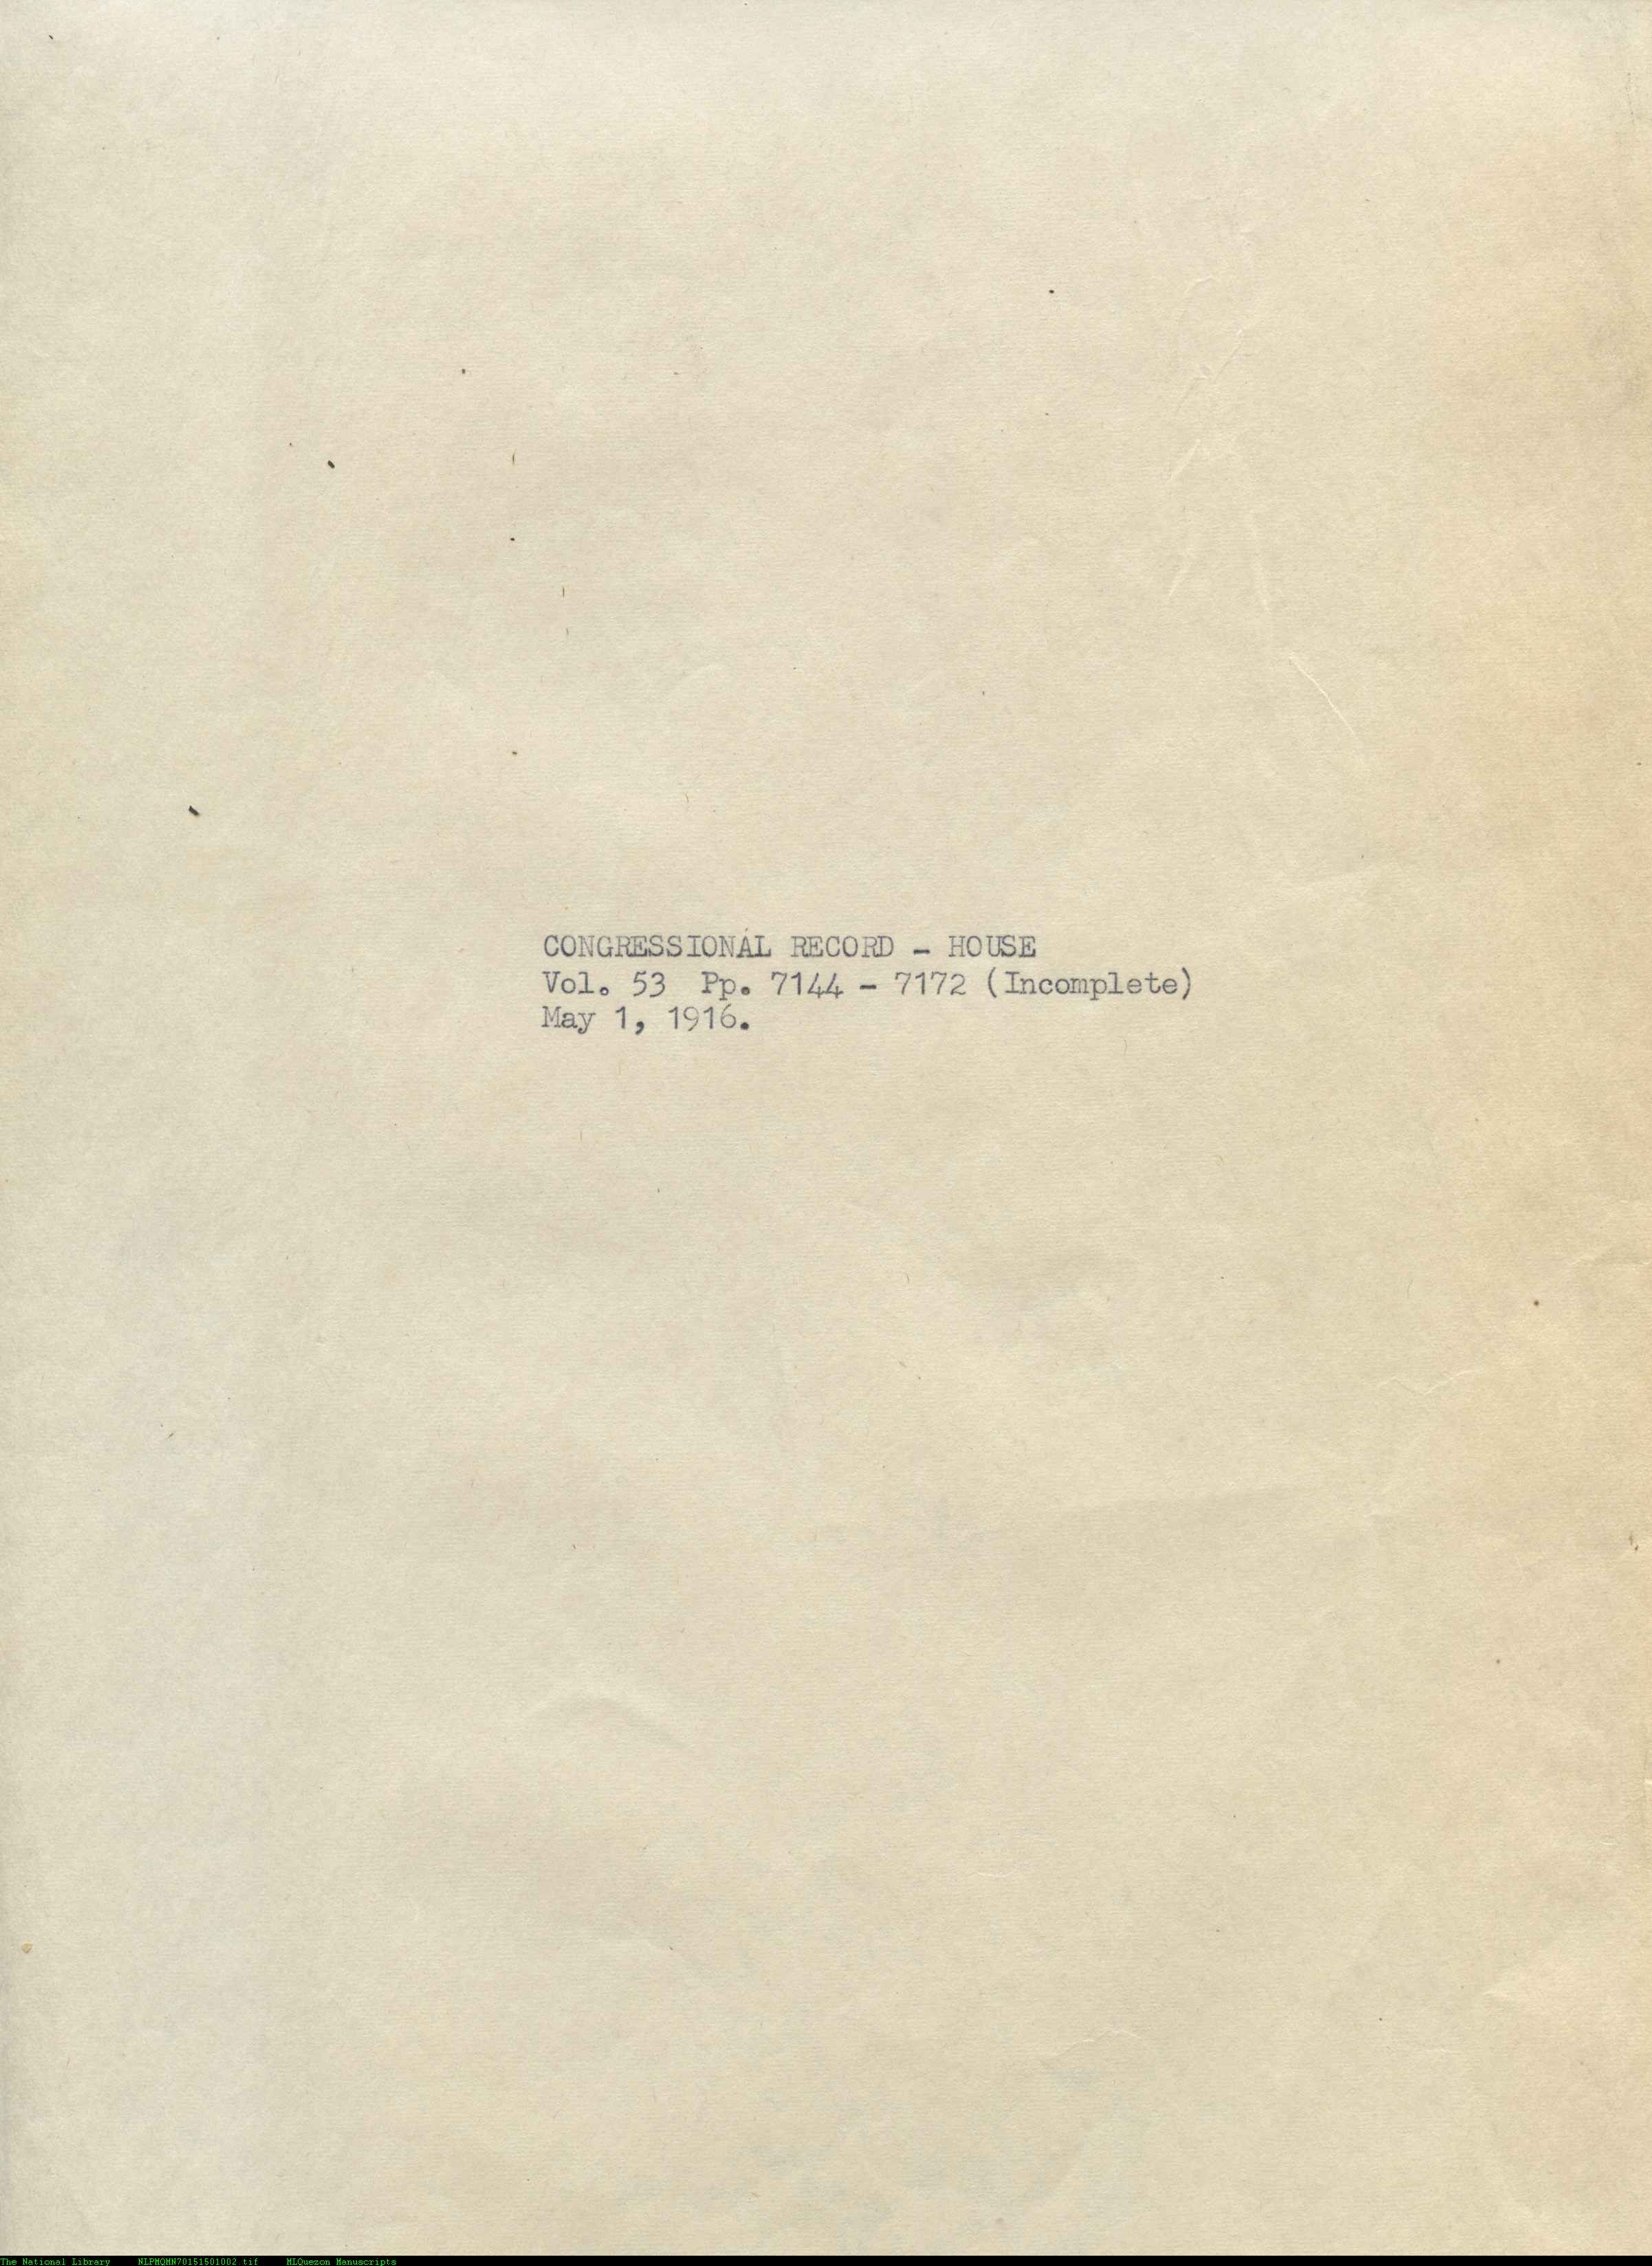 CONGRESSIONAL RECORD - HOUSE
Vol. 53 Pp. 7144 - 7172 (Incomplete)
May 1, 1916.
The National Library NLPMQMN70151501002.tif MLQuezon Manuscripts